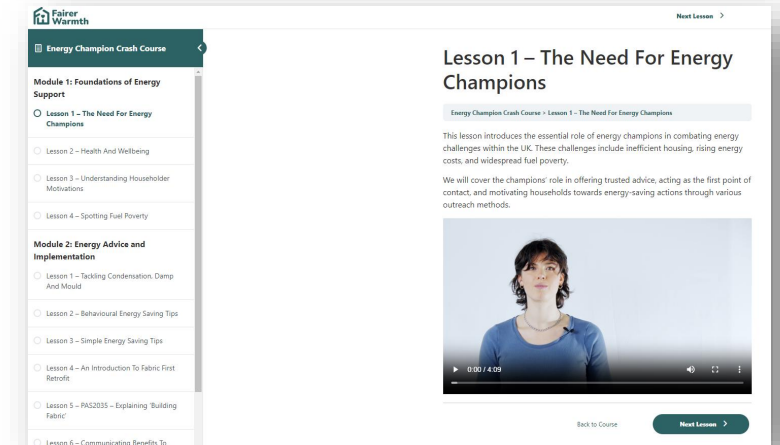 Fairer
Warmth
Next Lesson >
Energy Champion Crash Course
Module 1: Foundations of Energy
Support
Lesson 1 – The Need For Energy
Champions
Lesson 2 – Health And Wellbeing
Lesson 3 – Understanding Householder
Motivations
Lesson 4 – Spotting Fuel Poverty
Module 2: Energy Advice and
Implementation
Lesson 1 – Tackling Condensation, Damp
And Mould
Lesson 2 – Behavioural Energy Saving Tips
Lesson 3 – Simple Energy Saving Tips
Lesson 4 – An Introduction To Fabric First
Retrofit
Lesson 5 – PAS2035 – Explaining 'Building
Fabric'
Lesson 6 – Communicating Benefits To
Lesson 1 – The Need For Energy
Champions
Energy Champion Crash Course > Lesson 1 – The Need For Energy Champions
This lesson introduces the essential role of energy champions in combating energy
challenges within the UK. These challenges include inefficient housing, rising energy
costs, and widespread fuel poverty.
We will cover the champions' role in offering trusted advice, acting as the first point of
contact, and motivating households towards energy-saving actions through various
outreach methods.
0:00 / 4:09
Back to Course
Next Lesson >